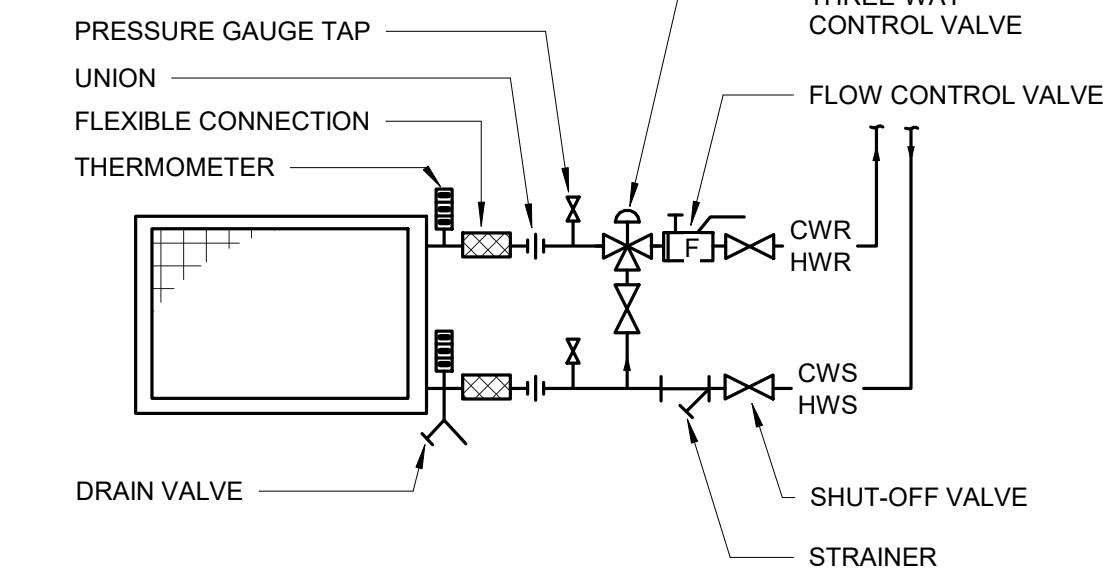 THREE-WAY
CONTROL VALVE
PRESSURE GAUGE TAP
UNION
FLEXIBLE CONNECTION
THERMOMETER
FLOW CONTROL VALVE
F
CWR
HWR
CWS
HWS
DRAIN VALVE
SHUT-OFF VALVE
STRAINER